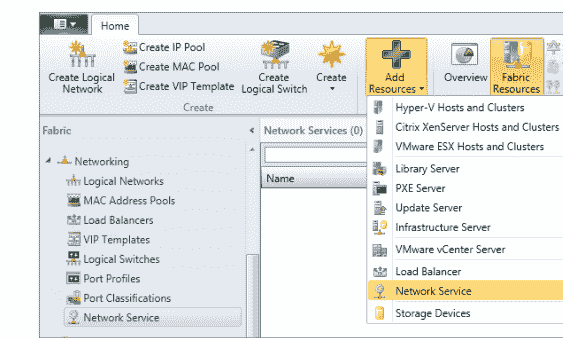 Home
Create IP Pool
Create MAC Pool
Create VIP Template
Create Logical
Network
Create
Logical Switch
Create
Add
Resources
Overview
Fabric
Resources
Create
Fabric
Networking
Logical Networks
MAC Address Pools
Load Balancers
VIP Templates
Logical Switches
Port Profiles
Port Classifications
Network Service
Network Services (0)
Name
Hyper-V Hosts and Clusters
Citrix XenServer Hosts and Clusters
VMware ESX Hosts and Clusters
Library Server
PXE Server
Update Server
Infrastructure Server
VMware vCenter Server
Load Balancer
Network Service
Storage Devices